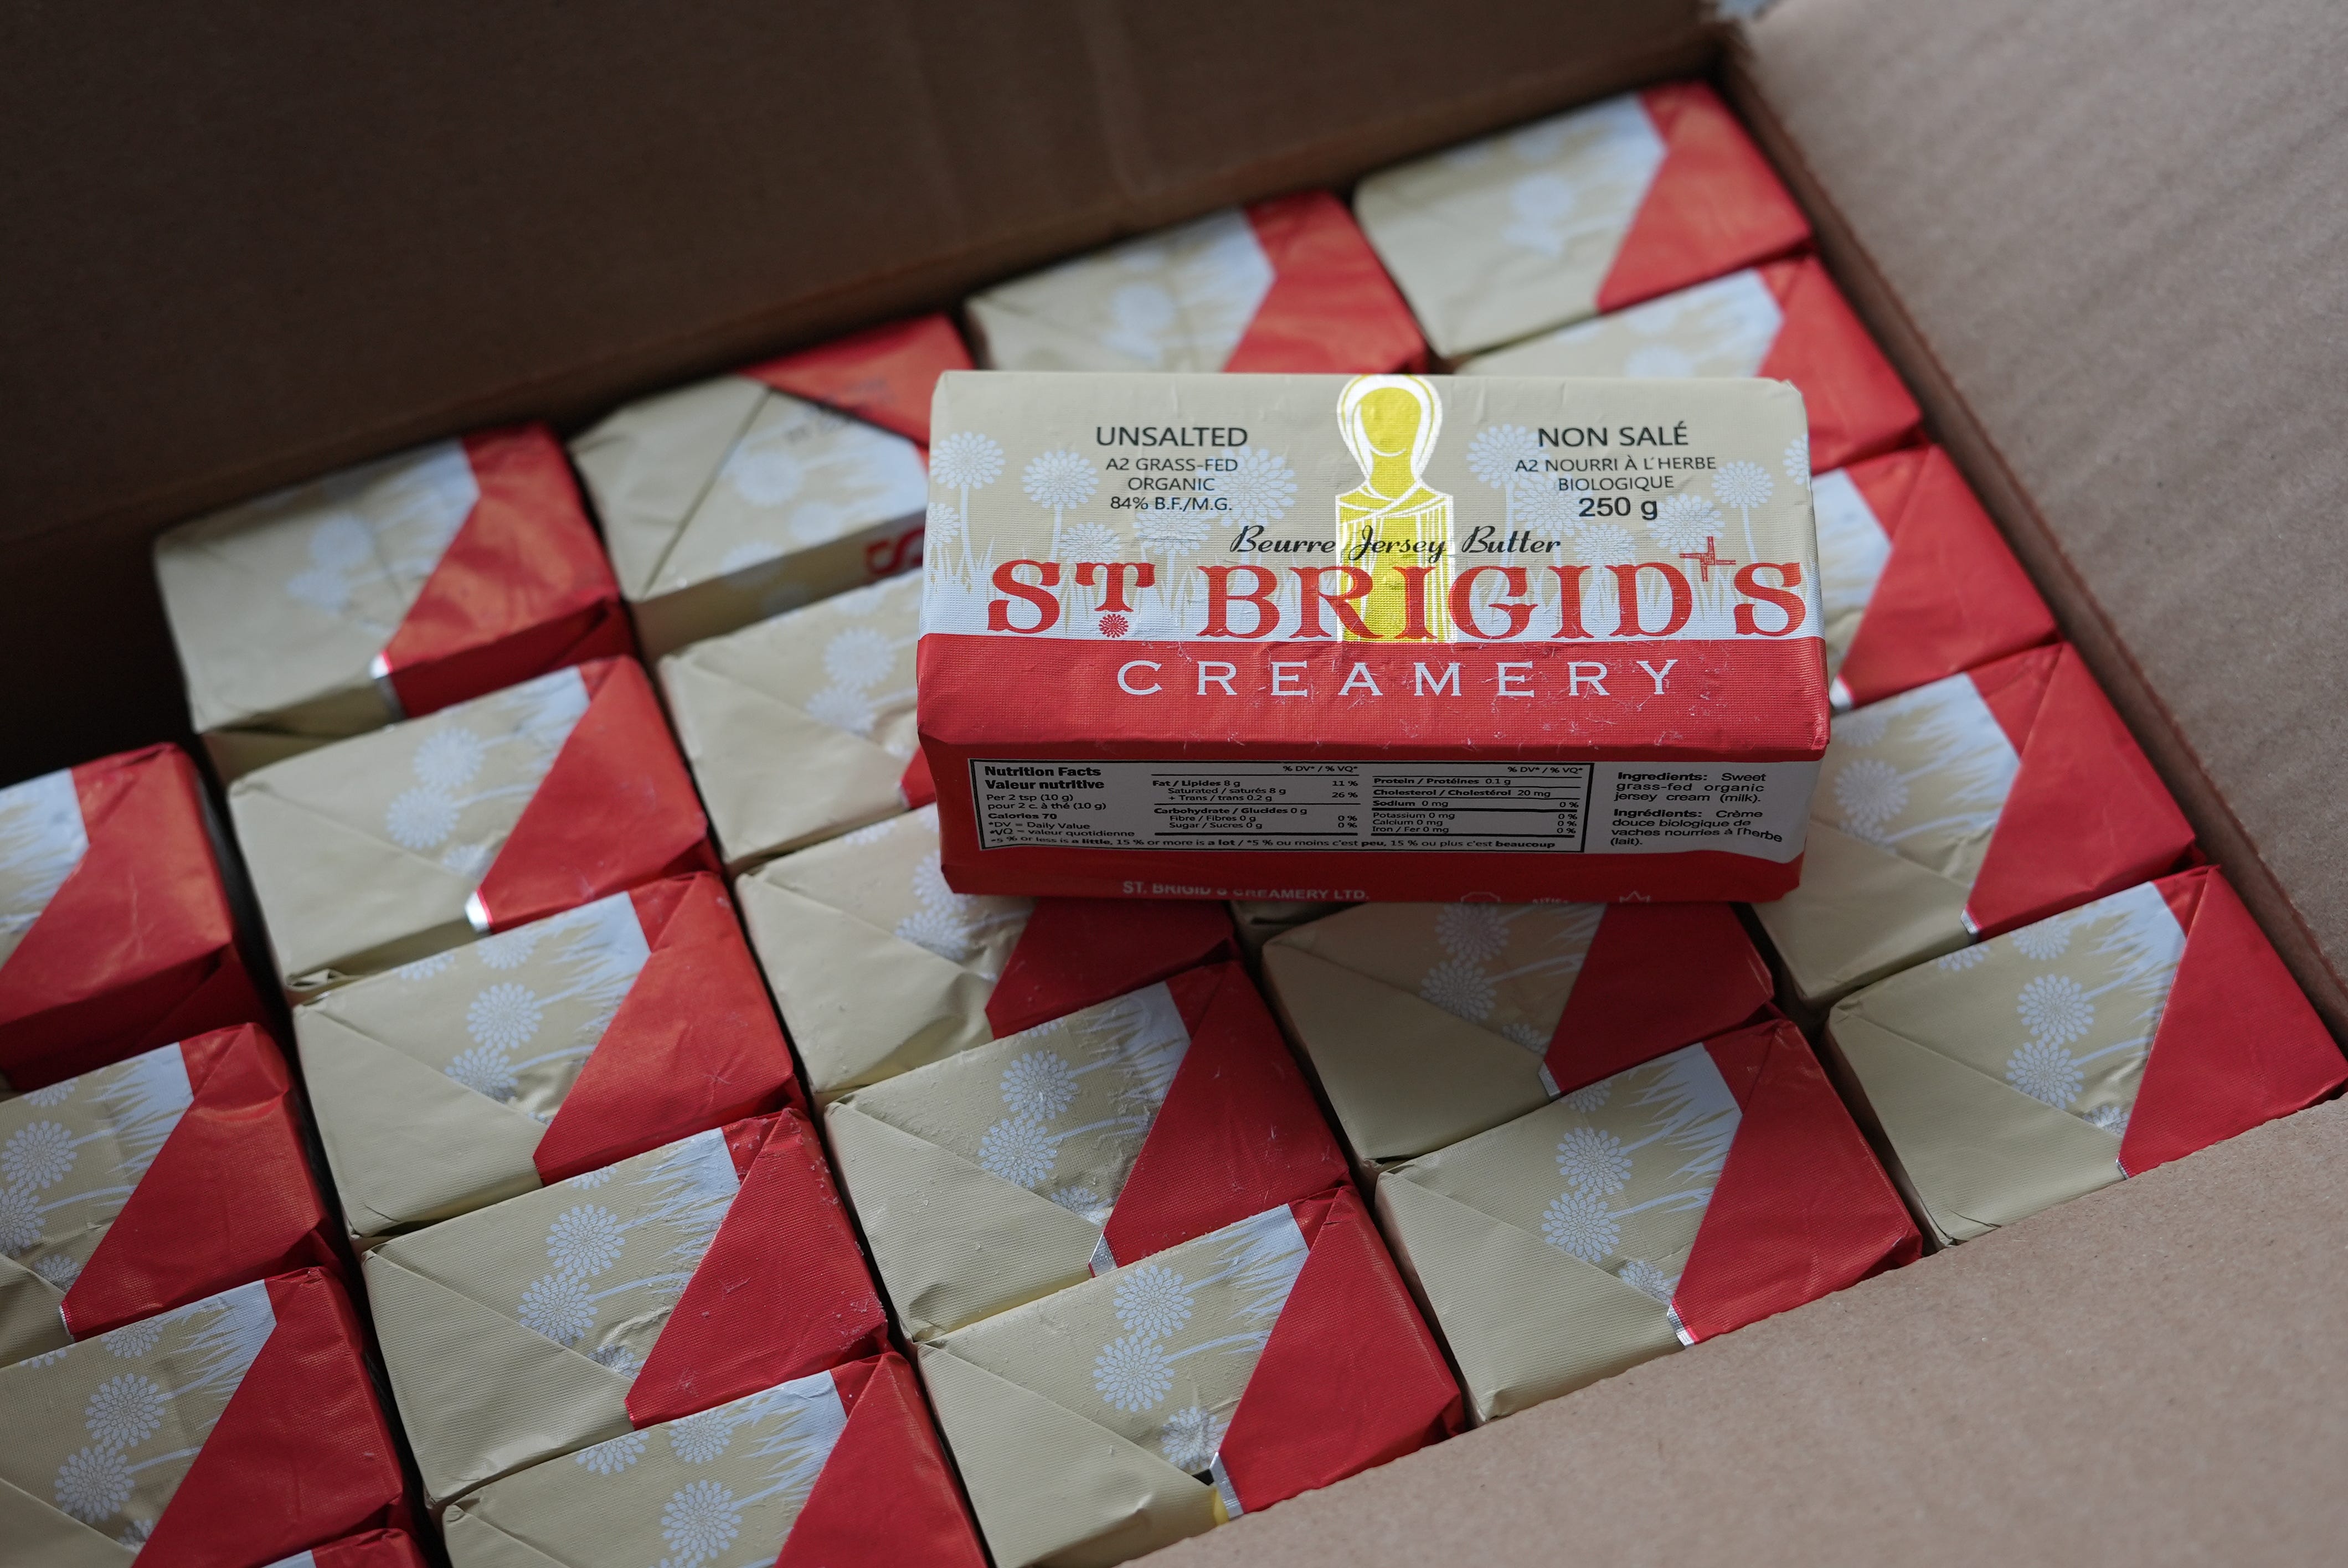 UNSALTED
A2 GRASS-FED
ORGANIC
84% B.F./M.G.
NON SALÉ
A2 NOURRI À L'HERBE
BIOLOGIQUE
250 g
Beurre Jersey Butter
ST. BRIGID'S
CREAMERY
Nutrition Facts
Valeur nutritive
Per 2 tsp (10 g)
pour 2 c. à thé (10 g)
Calories 70
*DV = Daily Value
*VQ = valeur quotidienne
% DV* / % VQ*
Fat / Lipides 8 g 11 %
Saturated / saturés 8 g
+ Trans / trans 0.2 g 26 %
Carbohydrate / Glucides 0 g
Fibre / Fibres 0 g 0 %
Sugar / Sucres 0 g 0 %
% DV* / % VQ*
Protein / Protéines 0.1 g
Cholesterol / Cholestérol 20 mg
Sodium 0 mg 0 %
Potassium 0 mg 0 %
Calcium 0 mg 0 %
Iron / Fer 0 mg 0 %
*5 % or less is a little, 15 % or more is a lot / *5 % ou moins c'est peu, 15 % ou plus c'est beaucoup
Ingredients: Sweet
grass-fed organic
jersey cream (milk).
Ingrédients: Crème
douce biologique de
vaches nourries à l'herbe
(lait).
ST. BRIGID'S CREAMERY LTD.
S